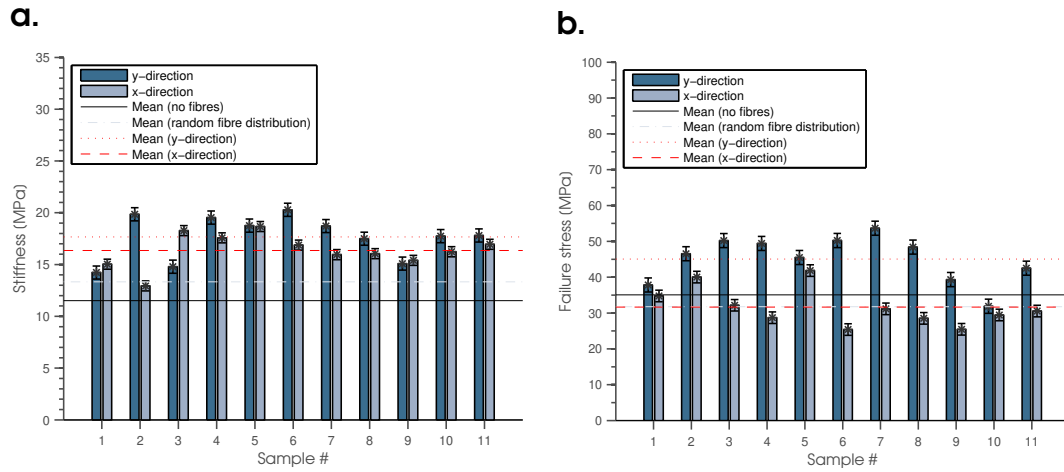 a.
35
30
25
20
15
10
5
0
Stiffness (MPa)
y-direction
x-direction
Mean (no fibres)
Mean (random fibre distribution)
Mean (y-direction)
Mean (x-direction)
1 2 3 4 5 6 7 8 9 10 11
Sample #
b.
100
90
80
70
60
50
40
30
20
10
0
Failure stress (MPa)
y-direction
x-direction
Mean (no fibres)
Mean (random fibre distribution)
Mean (y-direction)
Mean (x-direction)
1 2 3 4 5 6 7 8 9 10 11
Sample #